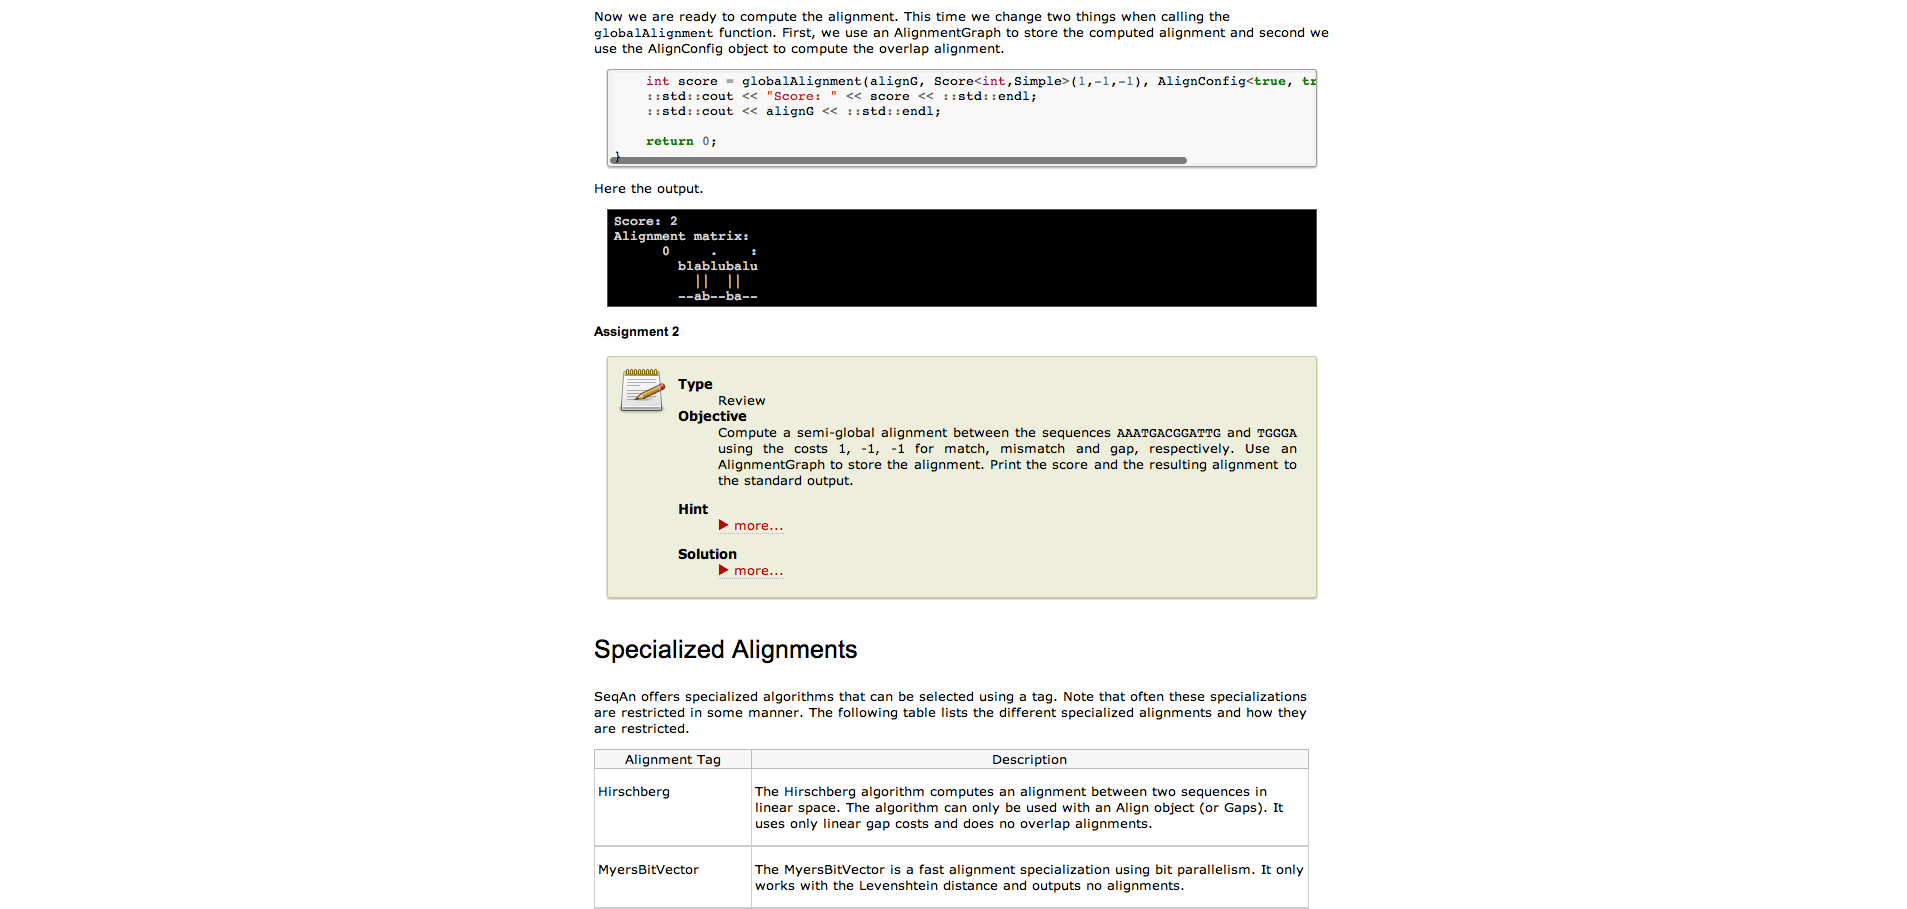 Now we are ready to compute the alignment. This time we change two things when calling the
globalAlignment function. First, we use an AlignmentGraph to store the computed alignment and second we
use the AlignConfig object to compute the overlap alignment.
int score = globalAlignment(alignG, Score<int,Simple>(1,-1,-1), AlignConfig<true, tr
::std::cout << "Score: " << score << ::std::endl;
::std::cout << alignG << ::std::endl;
return 0;
}
Here the output.
Score: 2
Alignment matrix:
0     .    :
blablubalu
||  ||
--ab--ba--
Assignment 2
Type
Review
Objective
Compute a semi-global alignment between the sequences AAATGACGGATTG and TGGGA
using the costs 1, -1, -1 for match, mismatch and gap, respectively. Use an
AlignmentGraph to store the alignment. Print the score and the resulting alignment to
the standard output.
Hint
▶ more...
Solution
▶ more...
Specialized Alignments
SeqAn offers specialized algorithms that can be selected using a tag. Note that often these specializations
are restricted in some manner. The following table lists the different specialized alignments and how they
are restricted.
Alignment Tag Description
Hirschberg The Hirschberg algorithm computes an alignment between two sequences in
linear space. The algorithm can only be used with an Align object (or Gaps). It
uses only linear gap costs and does no overlap alignments.
MyersBitVector The MyersBitVector is a fast alignment specialization using bit parallelism. It only
works with the Levenshtein distance and outputs no alignments.